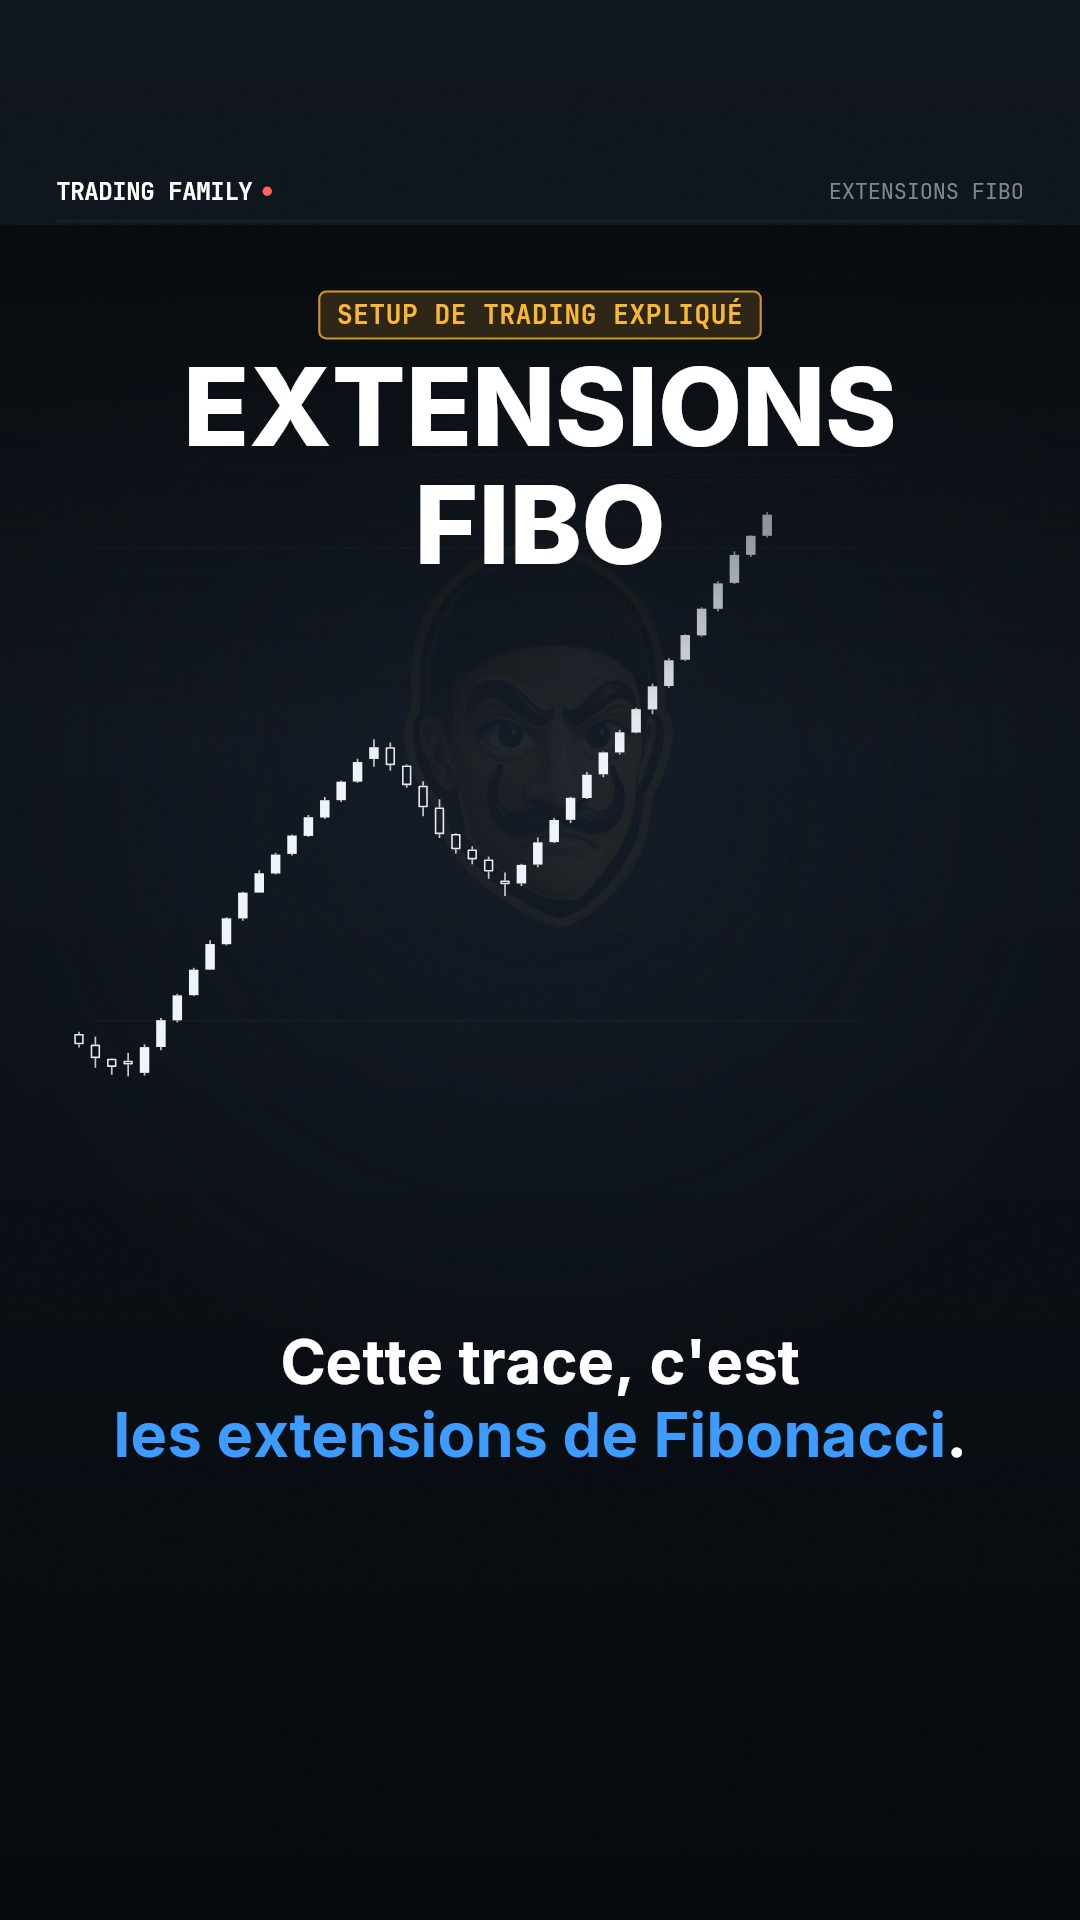 TRADING FAMILY
EXTENSIONS FIBO
SETUP DE TRADING EXPLIQUÉ
EXTENSIONS
FIBO
Cette trace, c'est
les extensions de Fibonacci.